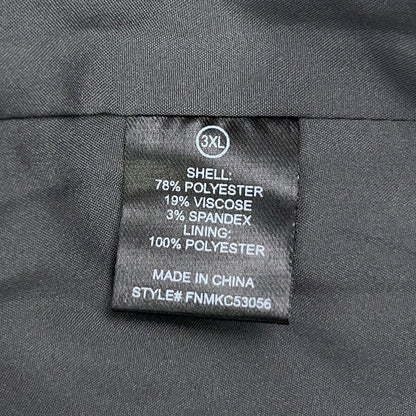 3XL
SHELL:
78% POLYESTER
19% VISCOSE
3% SPANDEX
LINING:
100% POLYESTER
MADE IN CHINA
STYLE# FNMKC53056